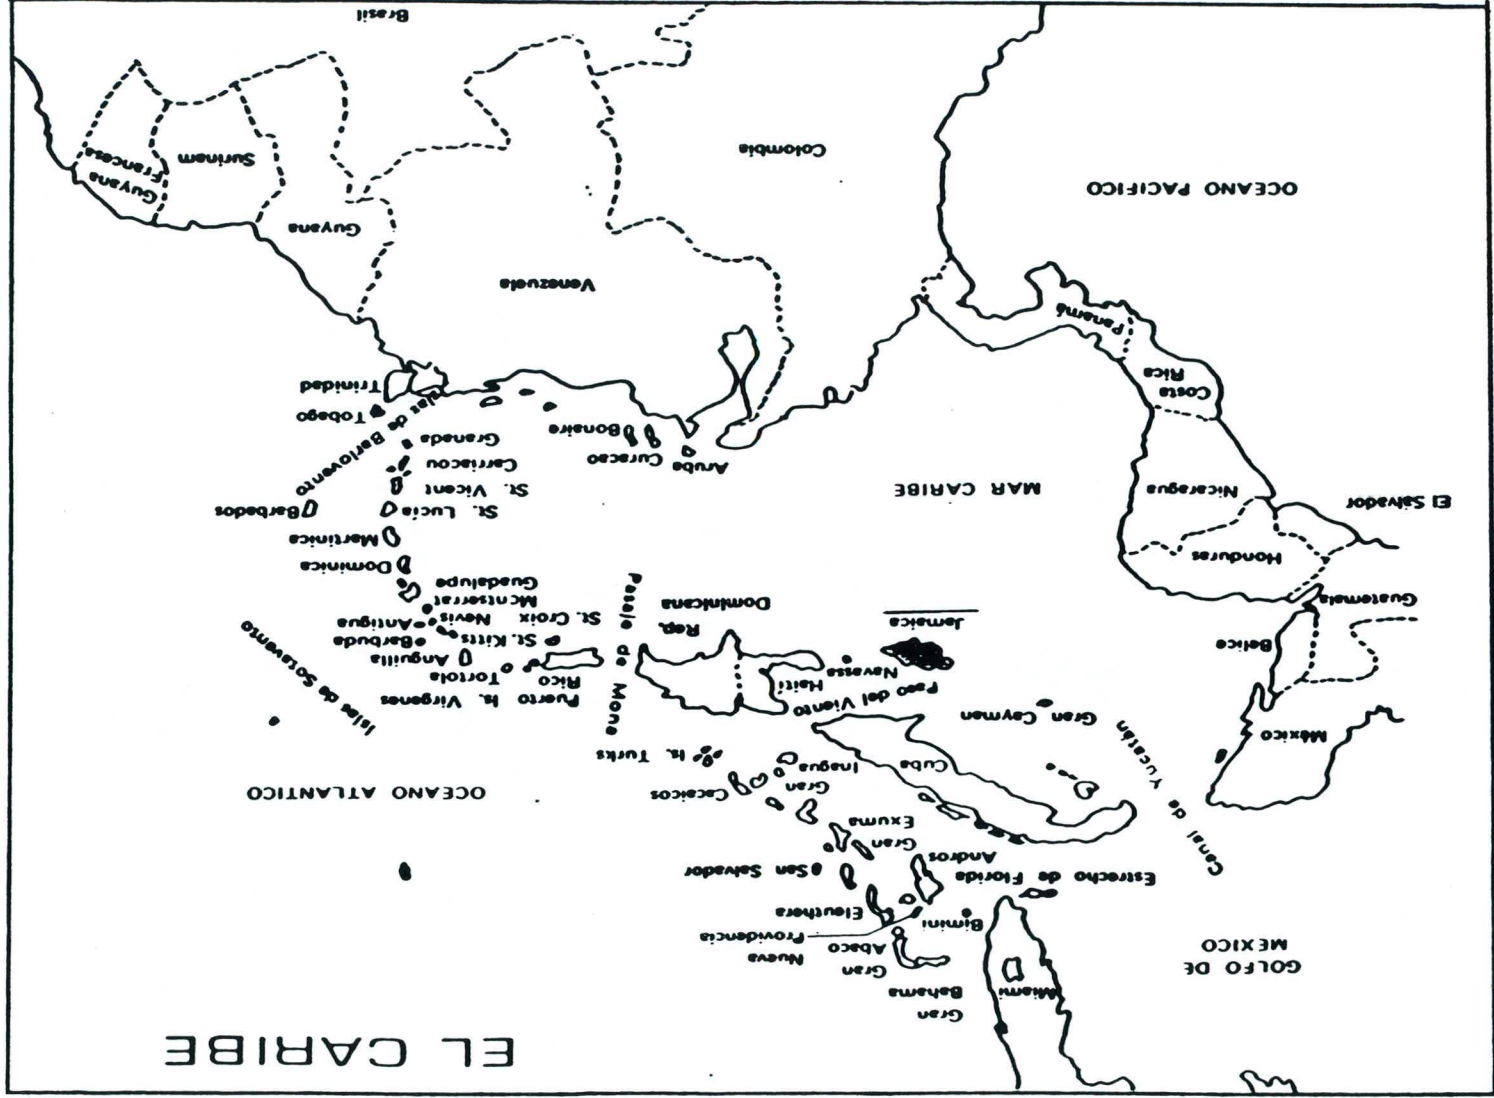 EL CARIBE
Gran
Bahama
Miami
GOLFO DE
MEXICO
Gran
Abaco
Nueva
Providencia
Bimini
Eleuthera
Estrecho de Florida
Andros
San Salvador
Gran
Exuma
Canal de Yucatán
OCEANO ATLANTICO
Cacaicos
Gran
Inagua
Cuba
Is. Turks
México
Gran Cayman
Paso del Viento
Islas de Sotavento
Puerto
Rico
Is. Virgenes
Tortola
Pasaje de Mona
Haití
Navassa
Anguilla
Belice
Rep.
Dominicana
Jamaica
St. Kitts
Barbuda
St. Croix
Nevis
Antigua
Montserrat
Guadalupe
Guatemala
Dominica
Honduras
Martinica
El Salvador
St. Lucia
Barbados
Nicaragua
MAR CARIBE
St. Vicent
Carriacou
Aruba
Curacao
Bonaire
Granada
Islas de Barlovento
Tobago
Trinidad
Costa
Rica
Panamá
Venezuela
Guyana
OCEANO PACIFICO
Colombia
Surinam
Guyana
Francesa
Brasil